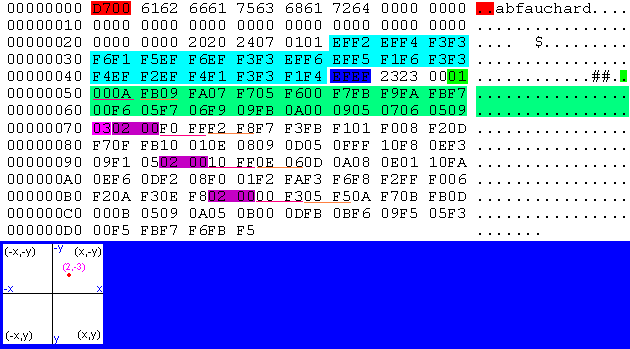 00000000 D700 6162 6661 7563 6861 7264 0000 0000 ..abfauchard....
00000010 0000 0000 0000 0000 0000 0000 0000 0000 ................
00000020 0000 0000 2020 2407 0101 EFF2 EFF4 F3F3 ....  $.........
00000030 F6F1 F5EF F6EF F3F3 EFF6 EFF5 F1F6 F3F3 ................
00000040 F4EF F2EF F4F1 F3F3 F1F4 EFEF 2323 0001 ............##..
00000050 000A FB09 FA07 F705 F600 F7FB F9FA FBF7 ................
00000060 00F6 05F7 06F9 09FB 0A00 0905 0706 0509 ................
00000070 0302 00F0 FFF2 F8F7 F3FB F101 F008 F20D ................
00000080 F70F FB10 010E 0809 0D05 0FFF 10F8 0EF3 ................
00000090 09F1 0502 0010 FF0E 060D 0A08 0E01 10FA ................
000000A0 0EF6 0DF2 08F0 01F2 FAF3 F6F8 F2FF F006 ................
000000B0 F20A F30E F802 0000 F305 F50A F70B FB0D ................
000000C0 000B 0509 0A05 0B00 0DFB 0BF6 09F5 05F3 ................
000000D0 00F5 FBF7 F6FB F5 .......
(-x,-y) -y (x,-y)
(2,-3)
-x x
(-x,y) y (x,y)